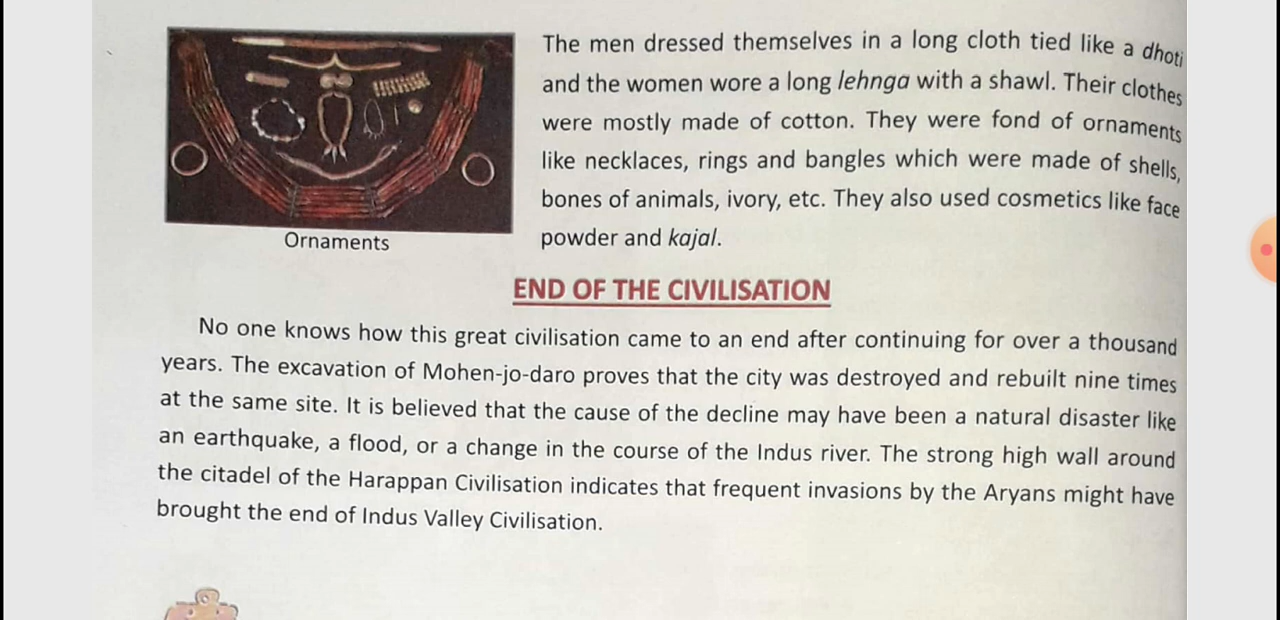 The men dressed themselves in a long cloth tied like a dhoti
and the women wore a long lehnga with a shawl. Their clothes
were mostly made of cotton. They were fond of ornaments
like necklaces, rings and bangles which were made of shells,
bones of animals, ivory, etc. They also used cosmetics like face
powder and kajal.
Ornaments
END OF THE CIVILISATION
No one knows how this great civilisation came to an end after continuing for over a thousand
years. The excavation of Mohen-jo-daro proves that the city was destroyed and rebuilt nine times
at the same site. It is believed that the cause of the decline may have been a natural disaster like
an earthquake, a flood, or a change in the course of the Indus river. The strong high wall around
the citadel of the Harappan Civilisation indicates that frequent invasions by the Aryans might have
brought the end of Indus Valley Civilisation.